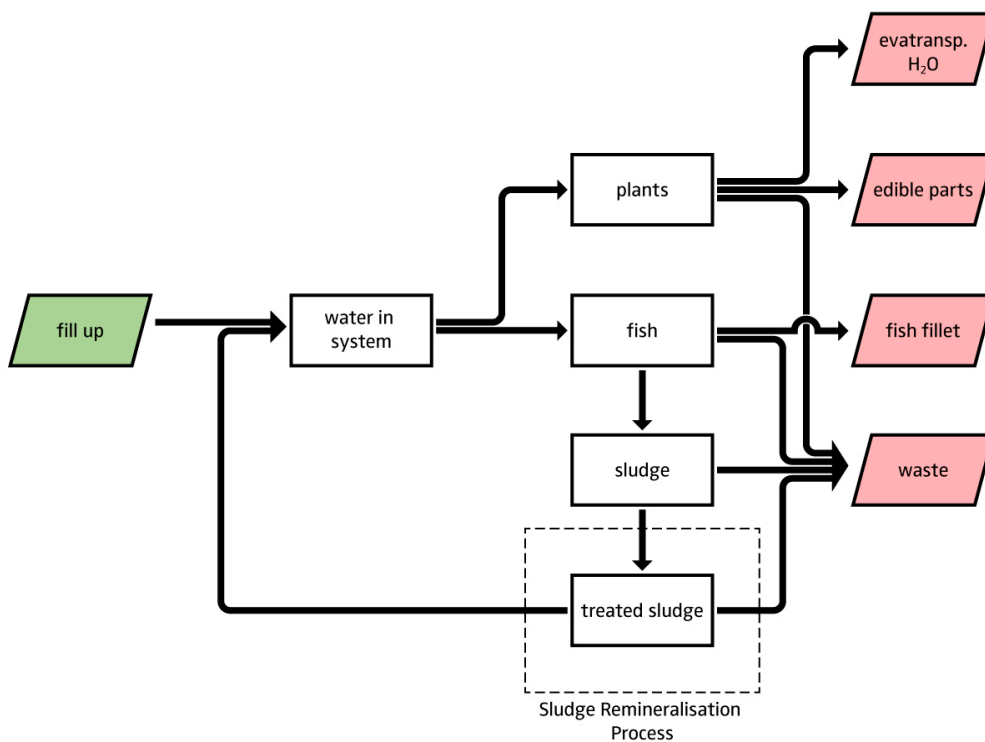 evatransp.
H₂O
plants
edible parts
fill up
water in
system
fish
fish fillet
sludge
waste
treated sludge
Sludge Remineralisation
Process